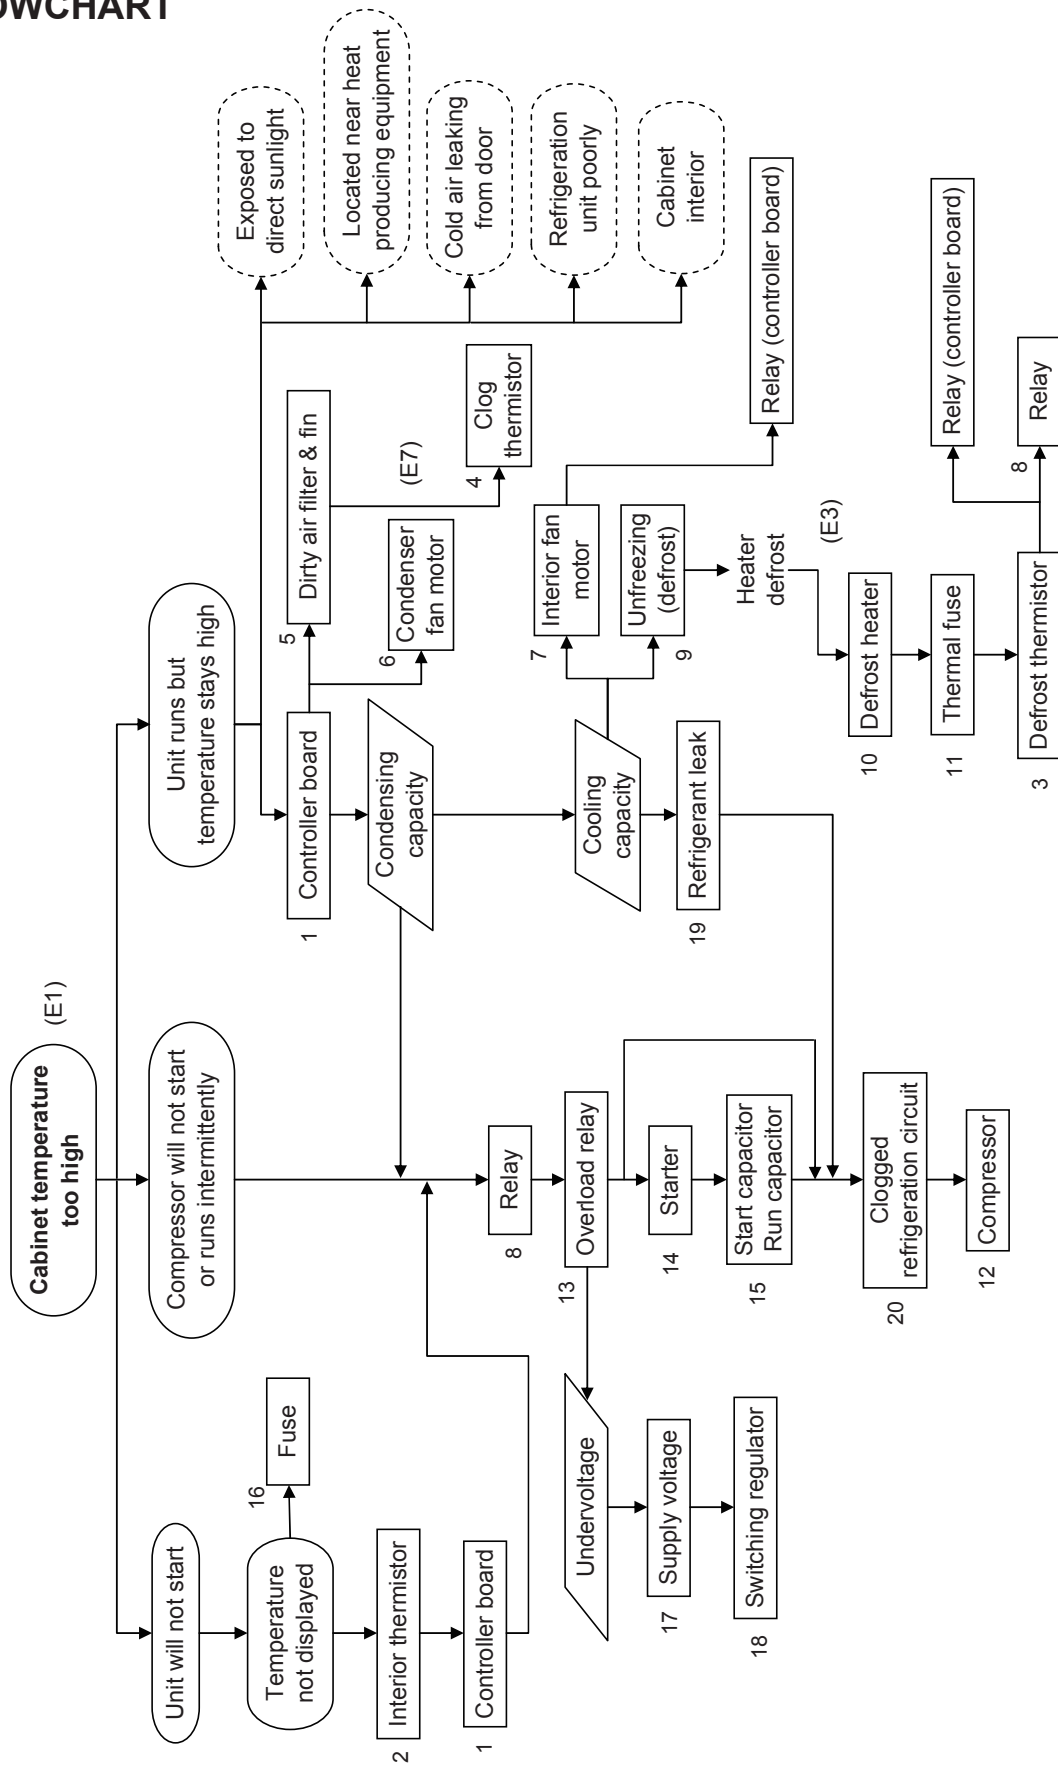 OWCHART
Cabinet temperature
too high
(E1)
Unit will not start
Compressor will not start
or runs intermittently
Unit runs but
temperature stays high
Exposed to
direct sunlight
Located near heat
producing equipment
Cold air leaking
from door
Refrigeration
unit poorly
Cabinet
interior
Temperature
not displayed
16
Fuse
2
Interior thermistor
1
Controller board
1
Controller board
5
Dirty air filter & fin
6
Condenser
fan motor
(E7)
4
Clog
thermistor
Condensing
capacity
8
Relay
13
Overload relay
14
Starter
15
Start capacitor
Run capacitor
20
Clogged
refrigeration circuit
12
Compressor
Undervoltage
17
Supply voltage
18
Switching regulator
Cooling
capacity
19
Refrigerant leak
7
Interior fan
motor
Relay (controller board)
9
Unfreezing
(defrost)
Heater
defrost
(E3)
10
Defrost heater
11
Thermal fuse
3
Defrost thermistor
Relay (controller board)
8
Relay